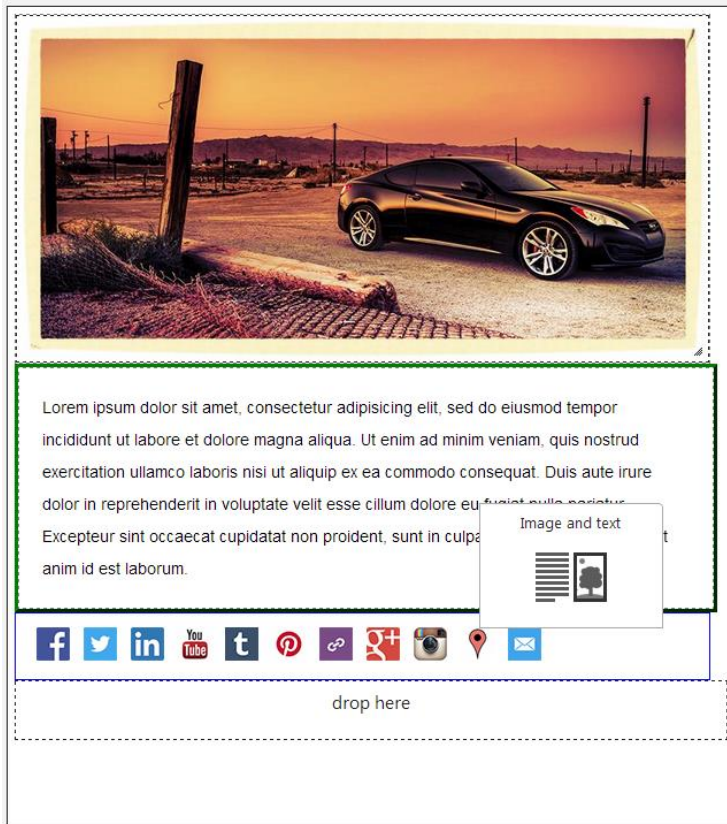 Lorem ipsum dolor sit amet, consectetur adipisicing elit, sed do eiusmod tempor
incididunt ut labore et dolore magna aliqua. Ut enim ad minim veniam, quis nostrud
exercitation ullamco laboris nisi ut aliquip ex ea commodo consequat. Duis aute irure
dolor in reprehenderit in voluptate velit esse cillum dolore eu
Excepteur sint occaecat cupidatat non proident, sunt in culpa
anim id est laborum.
Image and text
You
Tube
drop here